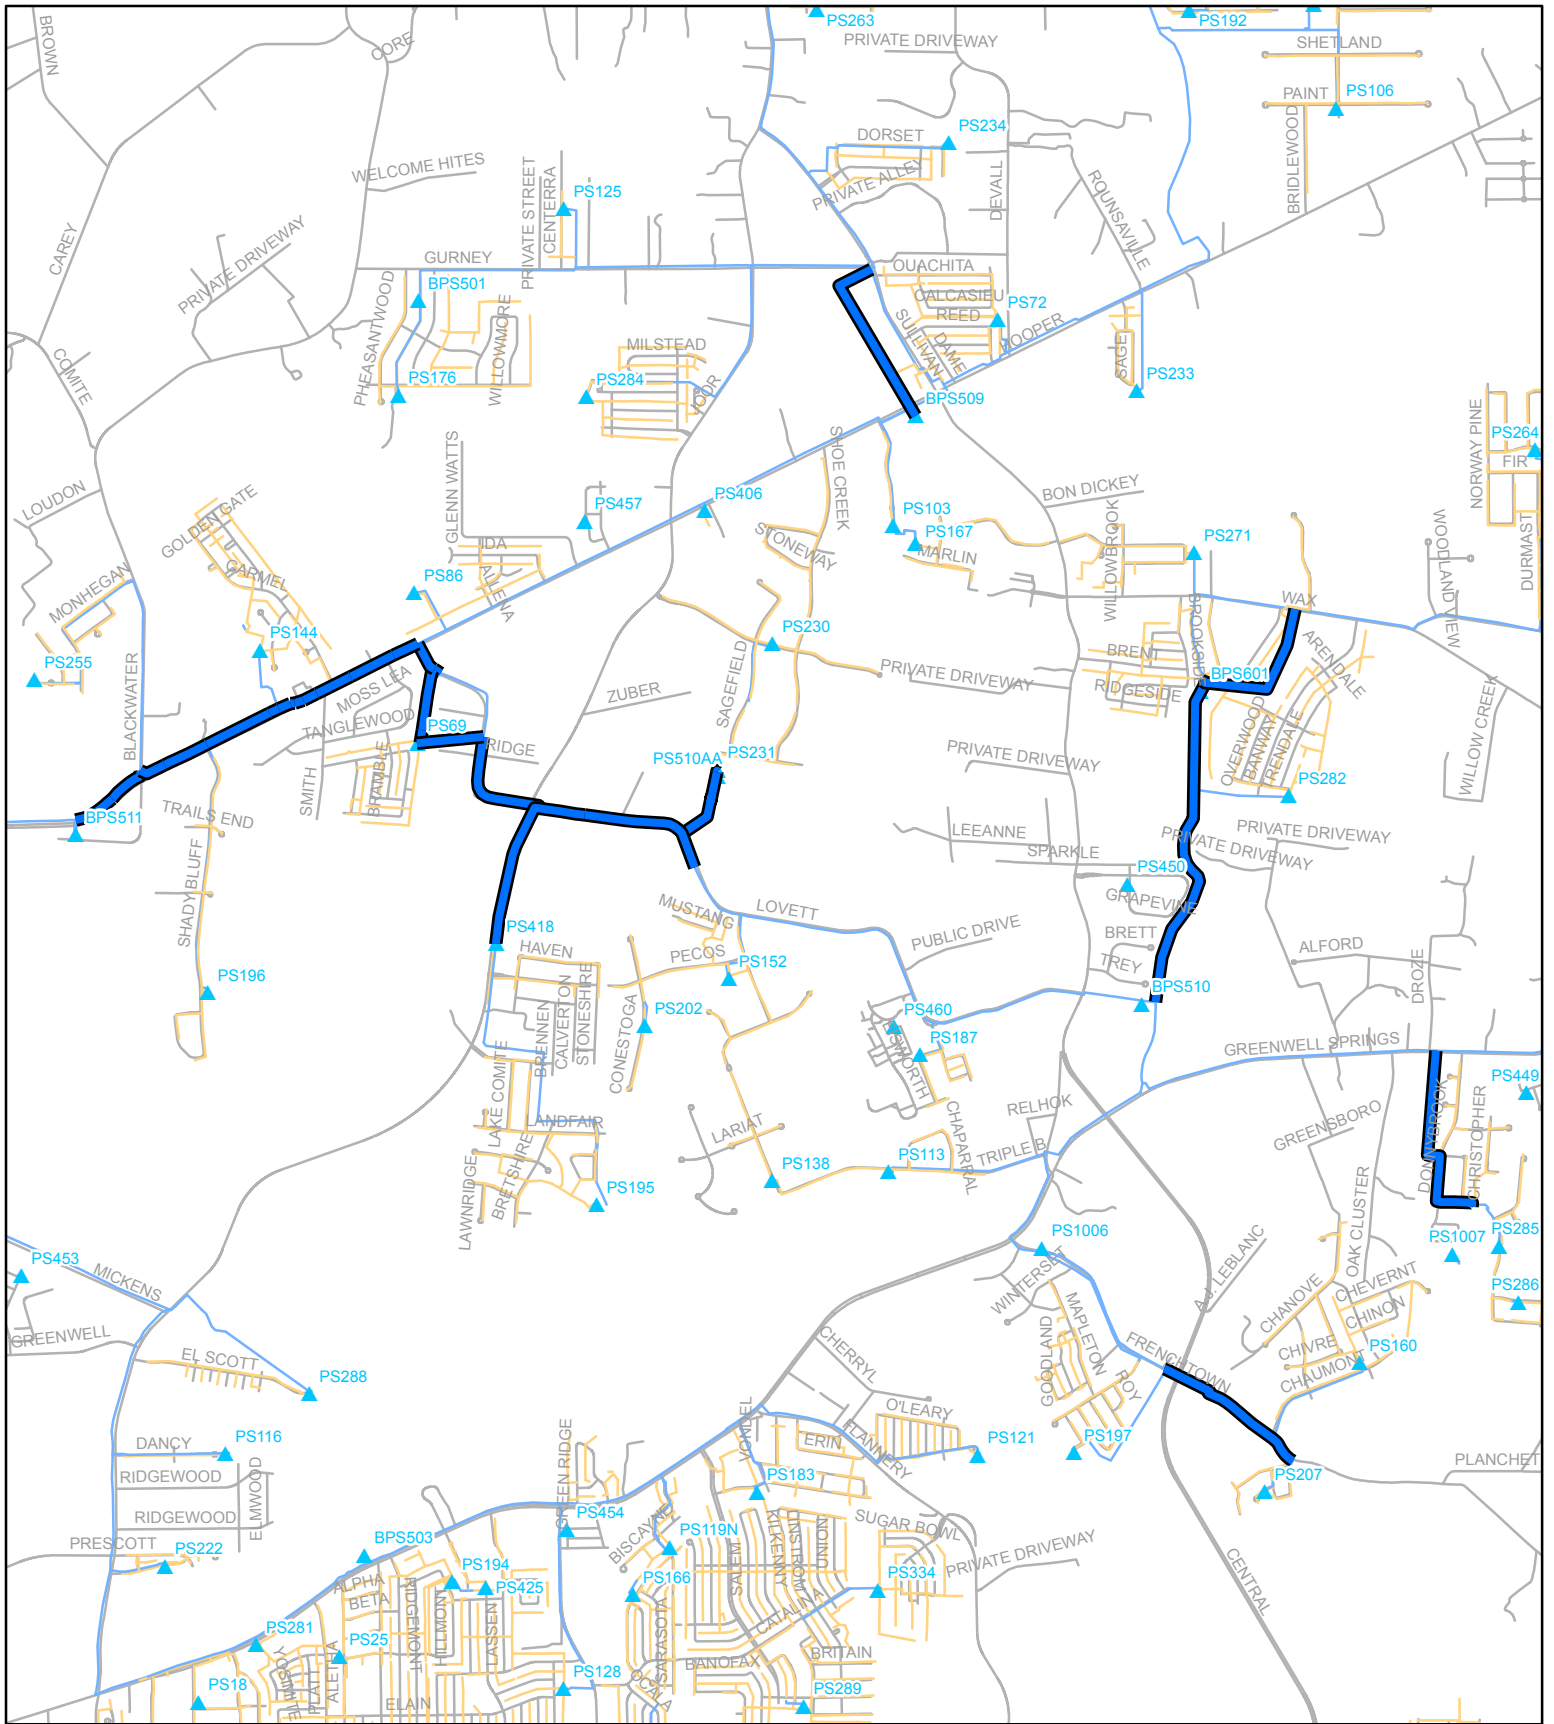 PS263
PS192
BROWN
CORE
PRIVATE DRIVEWAY
SHETLAND
PAINT
PS106
BRIDLEWOOD
DORSET
PS234
PRIVATE ALLEY
DEVALL
ROUNSAVILLE
WELCOME HITES
PRIVATE STREET
CENTERRA
PS125
CAREY
PRIVATE DRIVEWAY
GURNEY
BPS501
OUACHITA
CALCASIEU
REED
PS72
HOOPER
SULLIVAN
DAME
SAGE
PS233
COMITE
PHEASANTWOOD
WILLOWMORE
PS176
MILSTEAD
PS284
JOOR
BPS509
NORWAY PINE
PS264
FIR
LOUDON
GOLDEN GATE
GLENN WATTS
PS457
PS406
SHOE CREEK
PS103
PS167
MARLIN
BON DICKEY
WILLOWBROOK
PS271
WOODLAND VIEW
DURMAST
MONHEGAN
CARMEL
IDA
ALLENA
PS86
STONEWAY
WAX
BROOKSIDE
PS144
PS255
PS230
SAGEFIELD
PRIVATE DRIVEWAY
BRENT
RIDGESIDE
BPS601
ARENDALE
BLACKWATER
MOSS LEA
TANGLEWOOD
ZUBER
PS69
RIDGE
PS510AA
PS231
PRIVATE DRIVEWAY
OVERWOOD
BANWAY
RENDALE
WILLOW CREEK
PS282
BPS511
TRAILS END
SMITH
BRAMBLE
LEEANNE
SPARKLE
PRIVATE DRIVEWAY
PRIVATE DRIVEWAY
SHADY BLUFF
PS450
GRAPEVINE
MUSTANG
LOVETT
PS418
HAVEN
PECOS
PS152
PUBLIC DRIVE
BRETT
TREY
ALFORD
DROZE
PS196
BPS510
CONESTOGA
PS202
PS460
PS187
BRENNEN
CALVERTON
STONESHIRE
GREENWELL SPRINGS
LAKE COMITE
LANDFAIR
LARIAT
CHAPARRAL
RELHOK
GREENSBORO
DONNYBROOK
CHRISTOPHER
PS449
LAWNRIDGE
BRETSHIRE
PS195
PS138
PS113
TRIPLE B
OAK CLUSTER
PS453
MICKENS
PS1006
WINTERSET
A.J. LEBLANC
PS1007
PS285
PS286
GREENWELL
EL SCOTT
PS288
CHERRYL
GOODLAND
MAPLETON
FRENCHTOWN
ROY
CHANOVE
CHEVERNT
CHINON
CHIVRE
CHAUMONT
PS160
DANCY
PS116
RIDGEWOOD
ELMWOOD
RIDGEWOOD
GREEN RIDGE
VONDEL
O'LEARY
ERIN
FLANNERY
PS121
PS197
PS207
PLANCHET
PS183
PRESCOTT
PS222
BPS503
PS454
BISCAYNE
PS119N
SALEM
KILKENNY
LINSTROM
UNION
SUGAR BOWL
PRIVATE DRIVEWAY
CENTRAL
ALPHA
BETA
PS194
PS425
PS166
CATALINA
PS334
RIDGEMONT
HILLMONT
LASSEN
SARASOTA
PS281
YOSIMITE
PLATT
ALETHA
PS25
BANOFAX
BRITAIN
PS18
ELAIN
PS128
OCALA
PS289